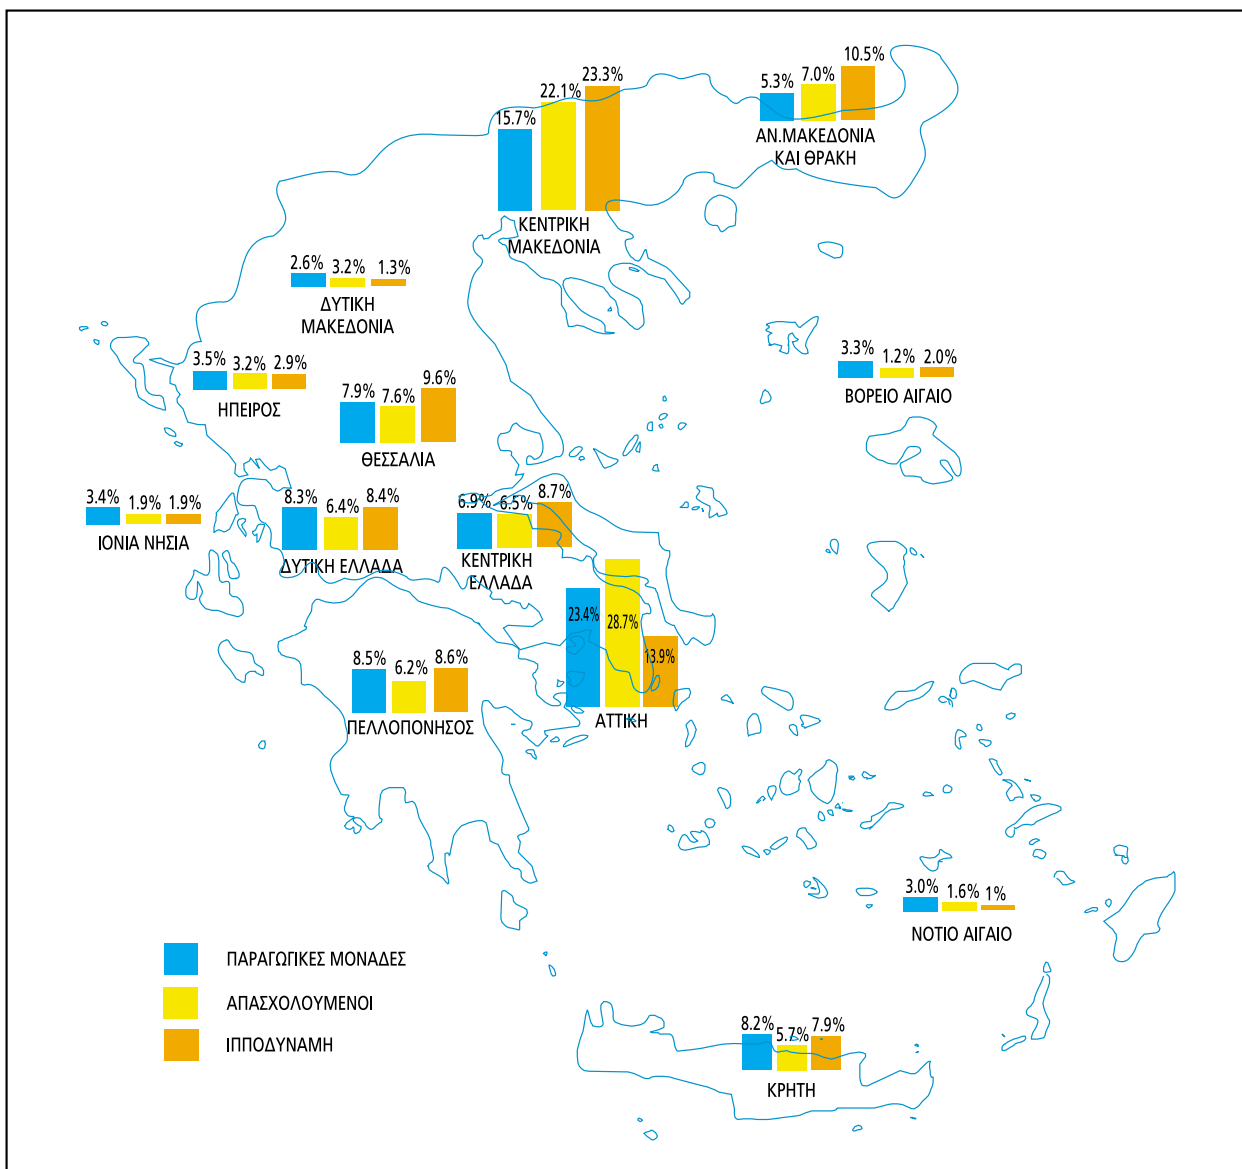 10.5%
5.3% 7.0%
ΑΝ.ΜΑΚΕΔΟΝΙΑ
ΚΑΙ ΘΡΑΚΗ
15.7% 22.1% 23.3%
ΚΕΝΤΡΙΚΗ
ΜΑΚΕΔΟΝΙΑ
2.6% 3.2% 1.3%
ΔΥΤΙΚΗ
ΜΑΚΕΔΟΝΙΑ
3.5% 3.2% 2.9%
ΗΠΕΙΡΟΣ
7.9% 7.6% 9.6%
ΘΕΣΣΑΛΙΑ
3.3% 1.2% 2.0%
ΒΟΡΕΙΟ ΑΙΓΑΙΟ
3.4% 1.9% 1.9%
ΙΟΝΙΑ ΝΗΣΙΑ
8.3% 6.4% 8.4%
ΔΥΤΙΚΗ ΕΛΛΑΔΑ
6.9% 6.5% 8.7%
ΚΕΝΤΡΙΚΗ
ΕΛΛΑΔΑ
23.4% 28.7% 13.9%
ΑΤΤΙΚΗ
8.5% 6.2% 8.6%
ΠΕΛΛΟΠΟΝΗΣΟΣ
3.0% 1.6% 1%
ΝΟΤΙΟ ΑΙΓΑΙΟ
8.2% 5.7% 7.9%
ΚΡΗΤΗ
ΠΑΡΑΓΩΓΙΚΕΣ ΜΟΝΑΔΕΣ
ΑΠΑΣΧΟΛΟΥΜΕΝΟΙ
ΙΠΠΟΔΥΝΑΜΗ